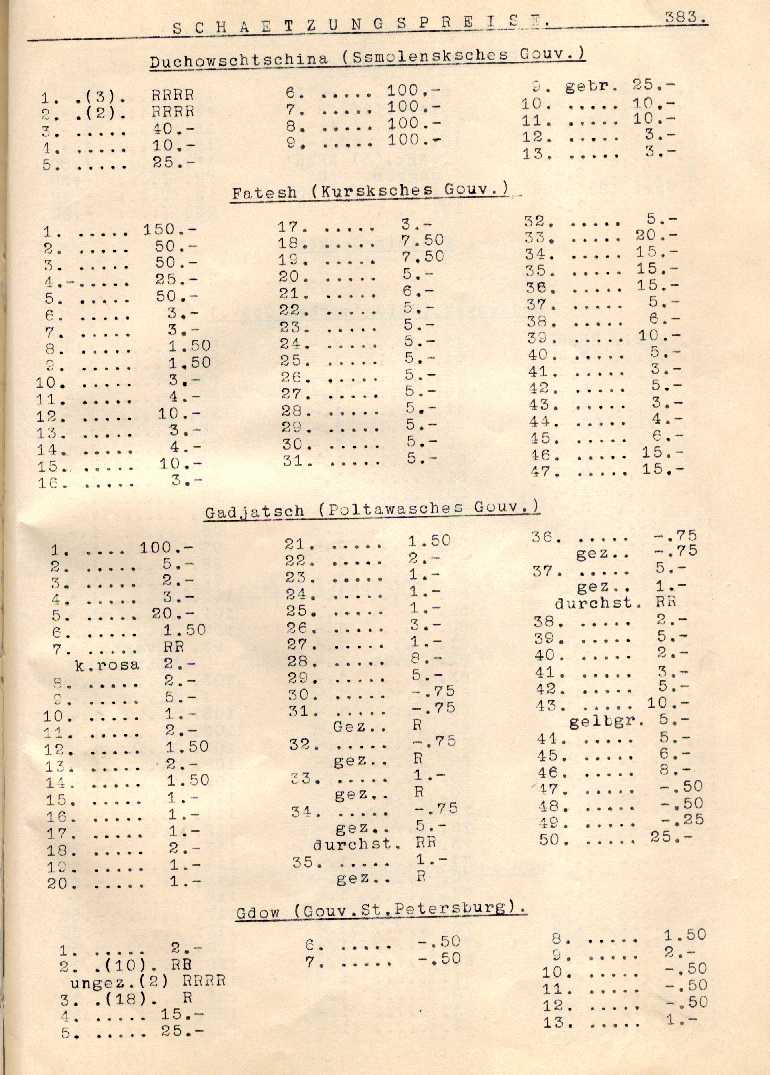 SCHAETZUNGSPREISE. 383.
Duchowschtschina (Ssmolensksches Gouv.)
1. .(3). RRRR
2. .(2). RRRR
3. ..... 40.-
1. ..... 10.-
5. ..... 25.-
6. ..... 100.-
7. ..... 100.-
8. ..... 100.-
9. ..... 100.-
9. gebr. 25.-
10. ..... 10.-
11. ..... 10.-
12. ..... 3.-
13. ..... 3.-
Fatesh (Kursksches Gouv.)
1. ..... 150.-
2. ..... 50.-
3. ..... 50.-
4.-..... 25.-
5. ..... 50.-
6. ..... 3.-
7. ..... 3.-
8. ..... 1.50
9. ..... 1.50
10. ..... 3.-
11. ..... 4.-
12. ..... 10.-
13. ..... 3.-
14. ..... 4.-
15. ..... 10.-
16. ..... 3.-
17. ..... 3.-
18. ..... 7.50
19. ..... 7.50
20. ..... 5.-
21. ..... 6.-
22. ..... 5.-
23. ..... 5.-
24. ..... 5.-
25. ..... 5.-
26. ..... 5.-
27. ..... 5.-
28. ..... 5.-
29. ..... 5.-
30. ..... 5.-
31. ..... 5.-
32. ..... 5.-
33. ..... 20.-
34. ..... 15.-
35. ..... 15.-
36. ..... 15.-
37. ..... 5.-
38. ..... 6.-
39. ..... 10.-
40. ..... 5.-
41. ..... 3.-
42. ..... 5.-
43. ..... 3.-
44. ..... 4.-
45. ..... 6.-
46. ..... 15.-
47. ..... 15.-
Gadjatsch (Poltawasches Gouv.)
1. .... 100.-
2. ..... 5.-
3. ..... 2.-
4. ..... 3.-
5. ..... 20.-
6. ..... 1.50
7. ..... RR
k.rosa 2.-
8. ..... 2.-
9. ..... 5.-
10. ..... 1.-
11. ..... 2.-
12. ..... 1.50
13. ..... 2.-
14. ..... 1.50
15. ..... 1.-
16. ..... 1.-
17. ..... 1.-
18. ..... 2.-
19. ..... 1.-
20. ..... 1.-
21. ..... 1.50
22. ..... 2.-
23. ..... 1.-
24. ..... 1.-
25. ..... 1.-
26. ..... 3.-
27. ..... 1.-
28. ..... 8.-
29. ..... 5.-
30. ..... -.75
31. ..... -.75
Gez.. R
32. ..... -.75
gez.. R
33. ..... 1.-
gez.. R
34. ..... -.75
gez.. 5.-
durchst. RR
35. ..... 1.-
gez.. R
36. ..... -.75
gez.. -.75
37. ..... 5.-
gez.. 1.-
durchst. RR
38. ..... 2.-
39. ..... 5.-
40. ..... 2.-
41. ..... 3.-
42. ..... 5.-
43. ..... 10.-
gelbgr. 5.-
41. ..... 5.-
45. ..... 6.-
46. ..... 8.-
47. ..... -.50
48. ..... -.50
49. ..... -.25
50. ..... 25.-
Gdow (Gouv.St.Petersburg).
1. ..... 2.-
2. .(10). RR
ungez.(2) RRRR
3. .(18). R
4. ..... 15.-
5. ..... 25.-
6. ..... -.50
7. ..... -.50
8. ..... 1.50
9. ..... 2.-
10. ..... -.50
11. ..... -.50
12. ..... -.50
13. ..... 1.-